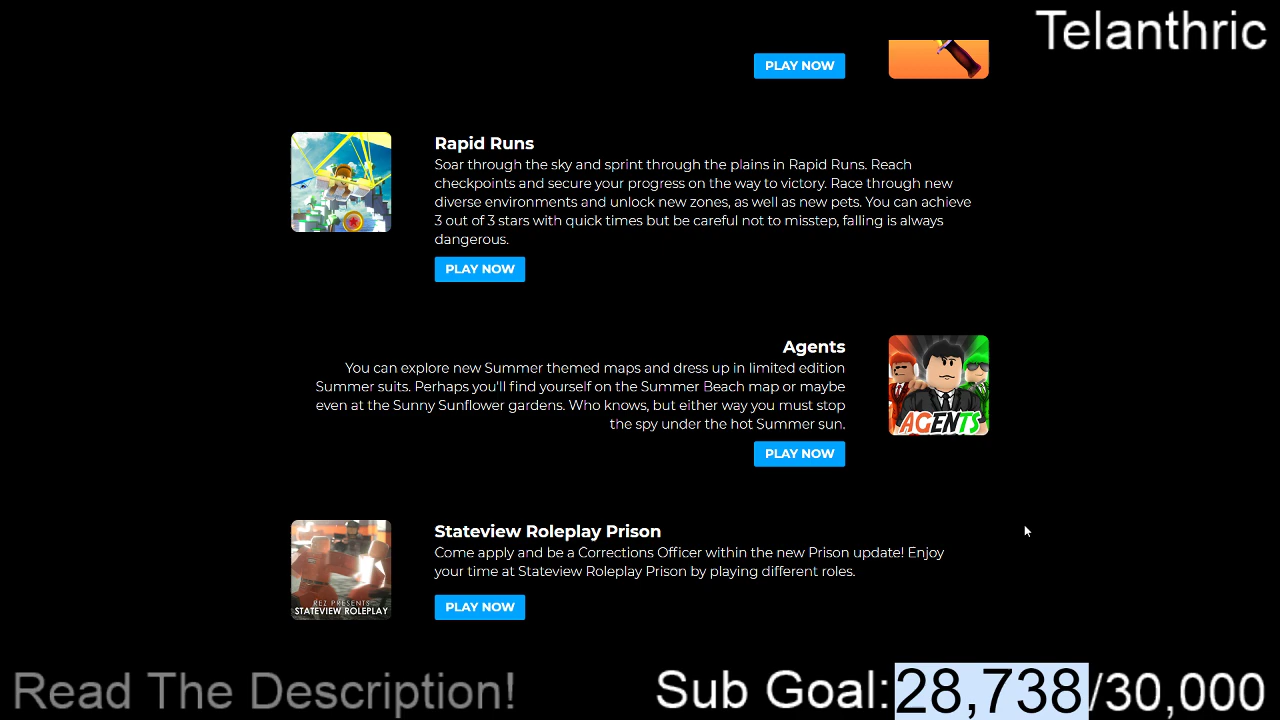 Telanthric
PLAY NOW
Rapid Runs
Soar through the sky and sprint through the plains in Rapid Runs. Reach
checkpoints and secure your progress on the way to victory. Race through new
diverse environments and unlock new zones, as well as new pets. You can achieve
3 out of 3 stars with quick times but be careful not to misstep, falling is always
dangerous.
PLAY NOW
Agents
You can explore new Summer themed maps and dress up in limited edition
Summer suits. Perhaps you'll find yourself on the Summer Beach map or maybe
even at the Sunny Sunflower gardens. Who knows, but either way you must stop
the spy under the hot Summer sun.
AGENTS
PLAY NOW
Stateview Roleplay Prison
Come apply and be a Corrections Officer within the new Prison update! Enjoy
your time at Stateview Roleplay Prison by playing different roles.
REZ PRESENTS
STATEVIEW ROLEPLAY
PLAY NOW
Read The Description!
Sub Goal:28,738/30,000